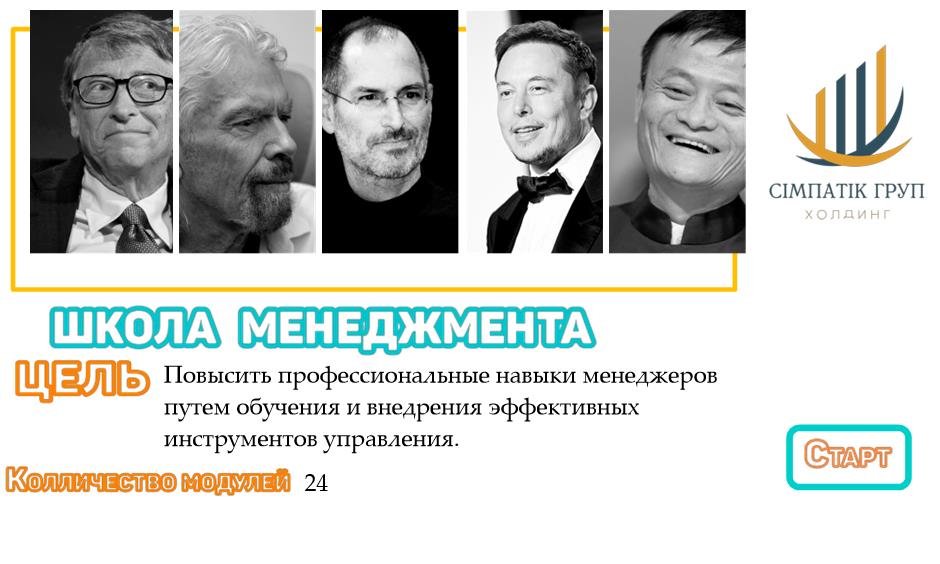 СІМПАТІК ГРУП
ХОЛДИНГ
ШКОЛА МЕНЕДЖМЕНТА
ЦЕЛЬ Повысить профессиональные навыки менеджеров
путем обучения и внедрения эффективных
инструментов управления.
Старт
Колличество модулей 24